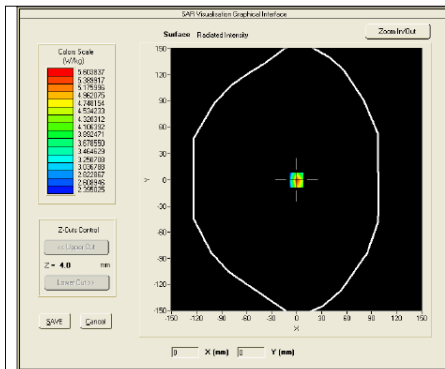 SAR Visualisation Graphical Interface
Surface Radiated Intensity
Zoom In/Out
Colors Scale
(W/kg)
5.603837
5.389917
5.175996
4.962075
4.748154
4.534233
4.320312
4.106392
3.892471
3.678550
3.464629
3.250708
3.036788
2.822867
2.608946
2.395025
Z-Cuts Control
<< Upper Cut
Z = 4.0 mm
Lower Cut >>
SAVE Cancel
150
120
90
60
30
0
-30
-60
-90
-120
-150
Y
-150 -120 -90 -60 -30 0 30 60 90 120 150
X
0 X (mm) 0 Y (mm)